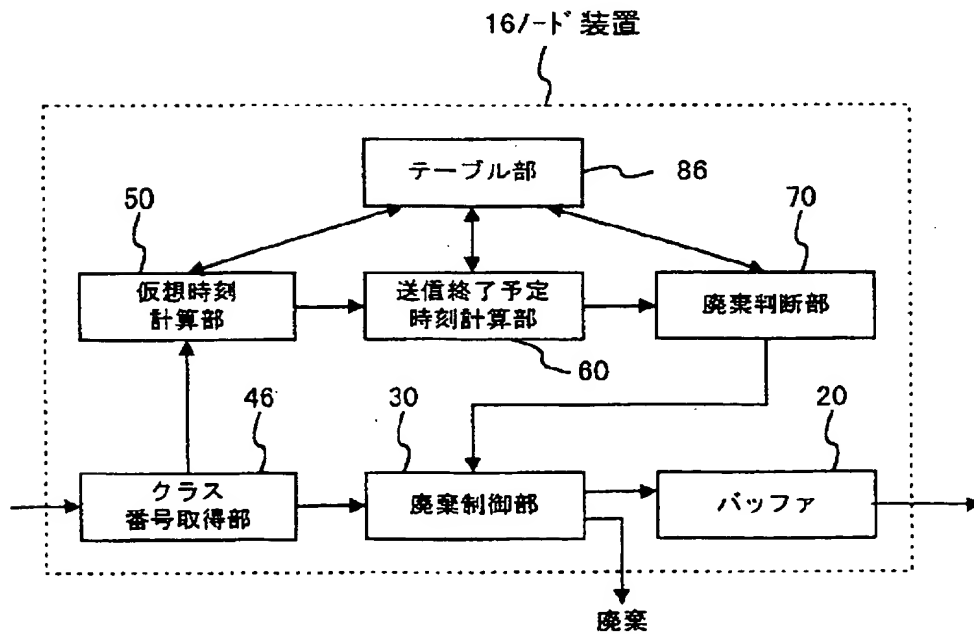 16ノード装置
テーブル部
86
50
70
仮想時刻
計算部
送信終了予定
時刻計算部
廃棄判断部
60
46
30
20
クラス
番号取得部
廃棄制御部
バッファ
廃棄